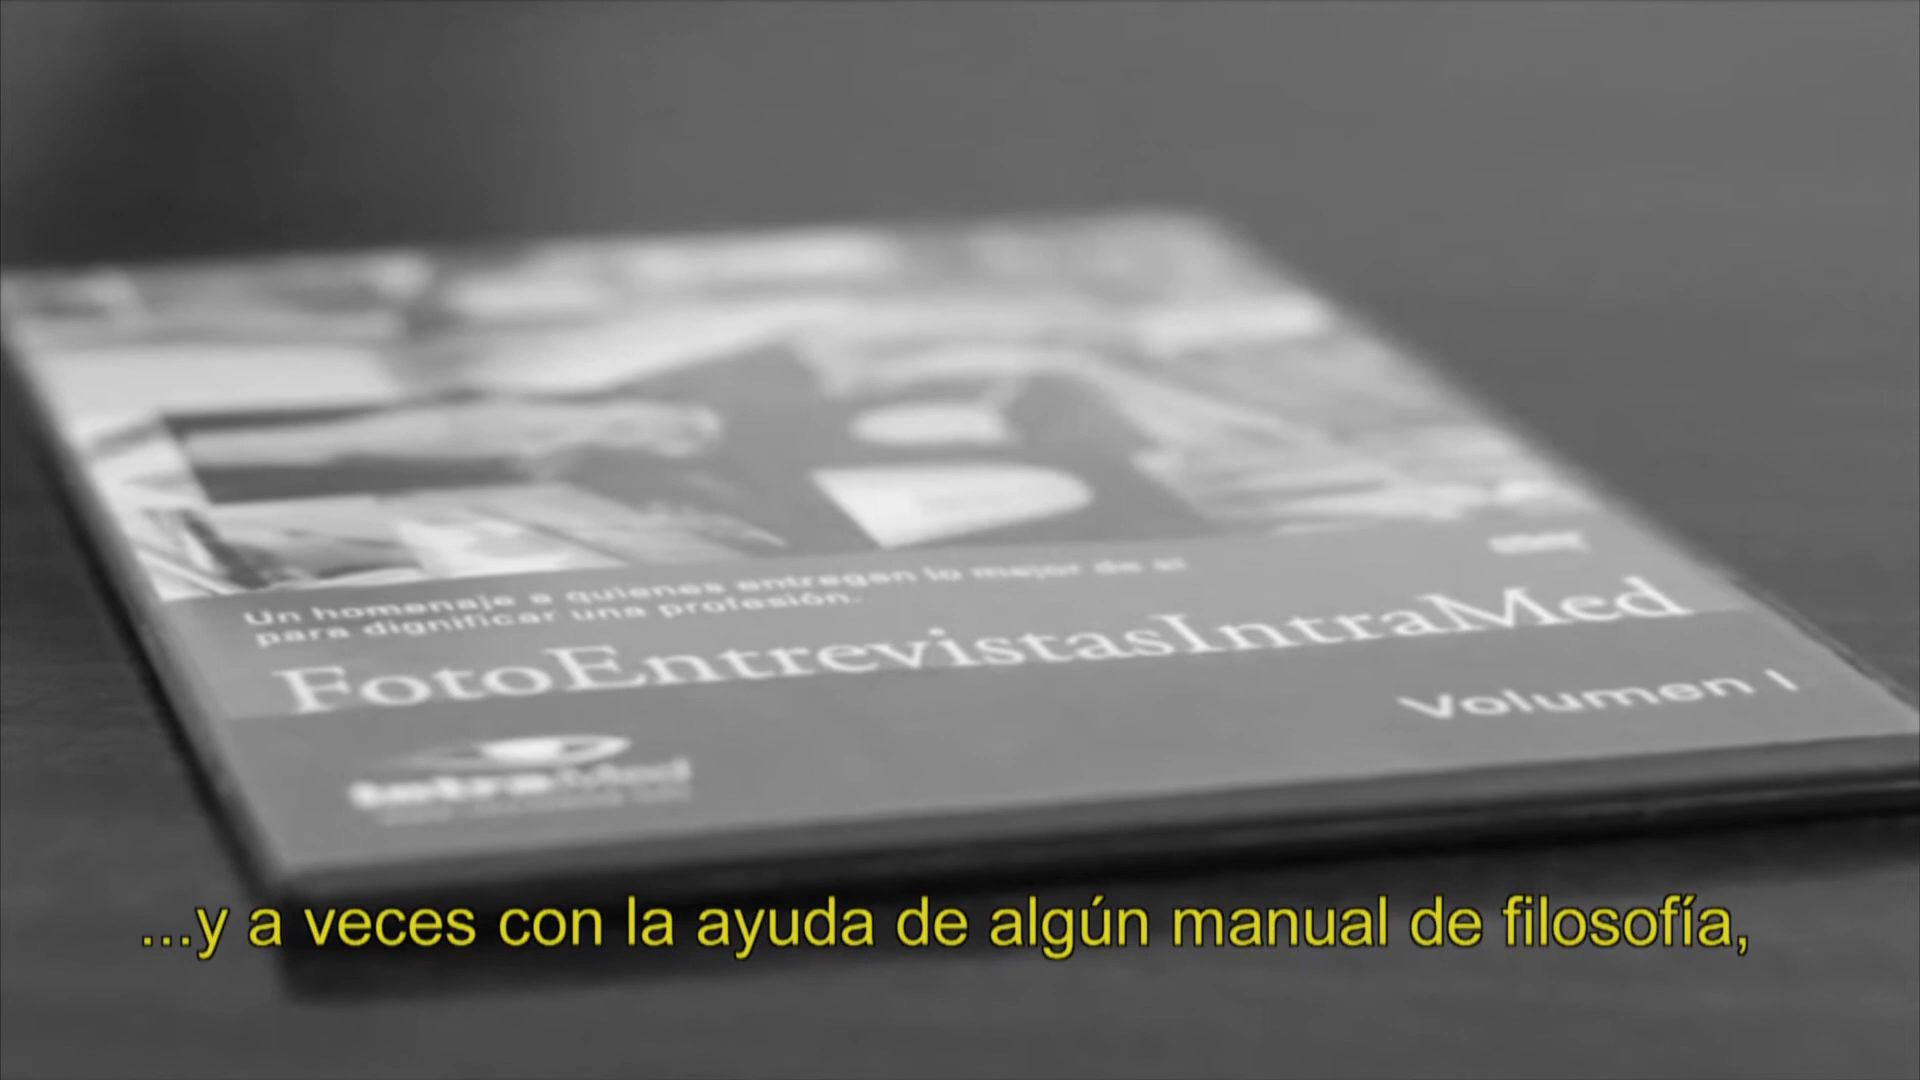 Un homenaje a quienes entregan lo mejor de sí
para dignificar una profesión.
FotoEntrevistasIntraMed
Volumen I
IntraMed
...y a veces con la ayuda de algún manual de filosofía,